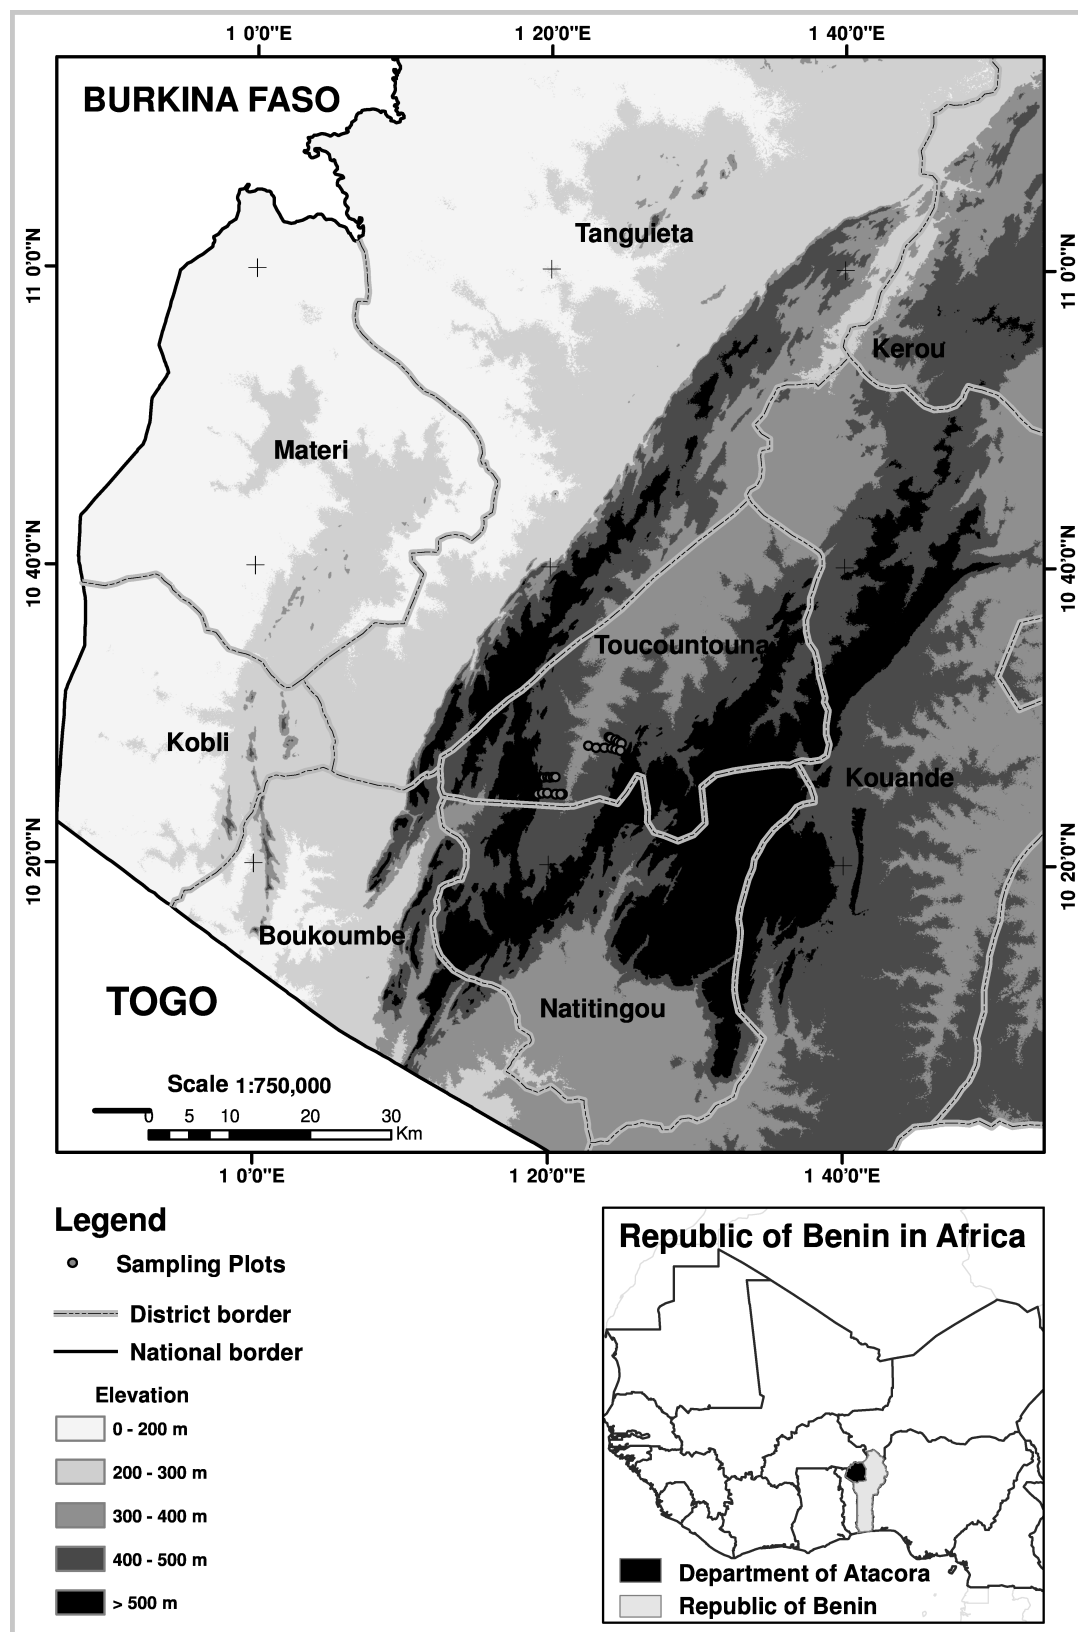 1 0'0"E 1 20'0"E 1 40'0"E
BURKINA FASO
Tanguieta
11 0'0"N 11 0'0"N
Kerou
Materi
10 40'0"N 10 40'0"N
Toucountouna
Kobli
Kouande
10 20'0"N 10 20'0"N
Boukoumbe
TOGO
Natitingou
Scale 1:750,000
0 5 10 20 30
Km
1 0'0"E 1 20'0"E 1 40'0"E
Legend
Sampling Plots
District border
National border
Elevation
0 - 200 m
200 - 300 m
300 - 400 m
400 - 500 m
> 500 m
Republic of Benin in Africa
Department of Atacora
Republic of Benin